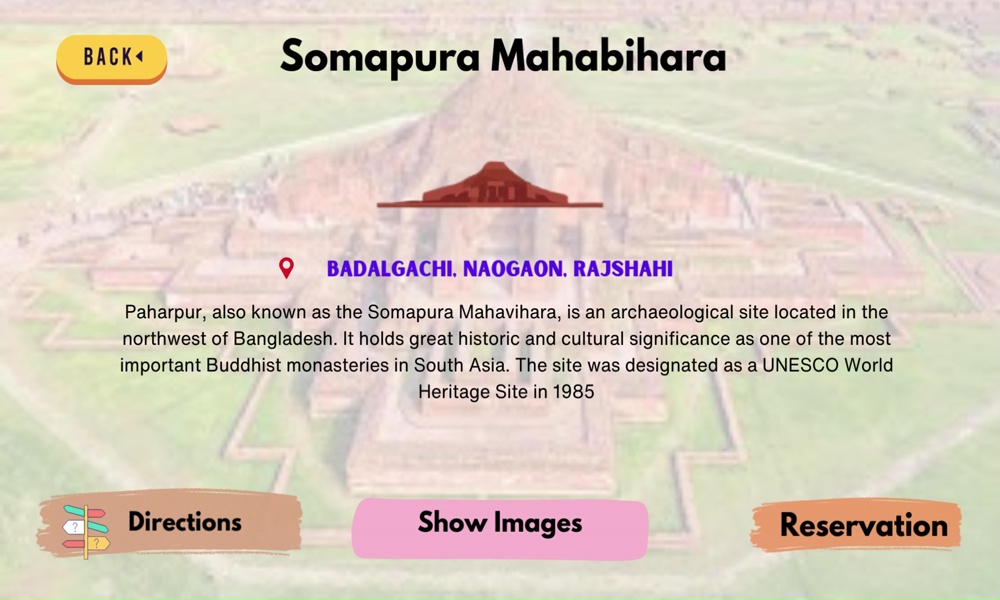 BACK
Somapura Mahabihara
BADALGACHI, NAOGAON, RAJSHAHI
Paharpur, also known as the Somapura Mahavihara, is an archaeological site located in the
northwest of Bangladesh. It holds great historic and cultural significance as one of the most
important Buddhist monasteries in South Asia. The site was designated as a UNESCO World
Heritage Site in 1985
? ? Directions
Show Images
Reservation